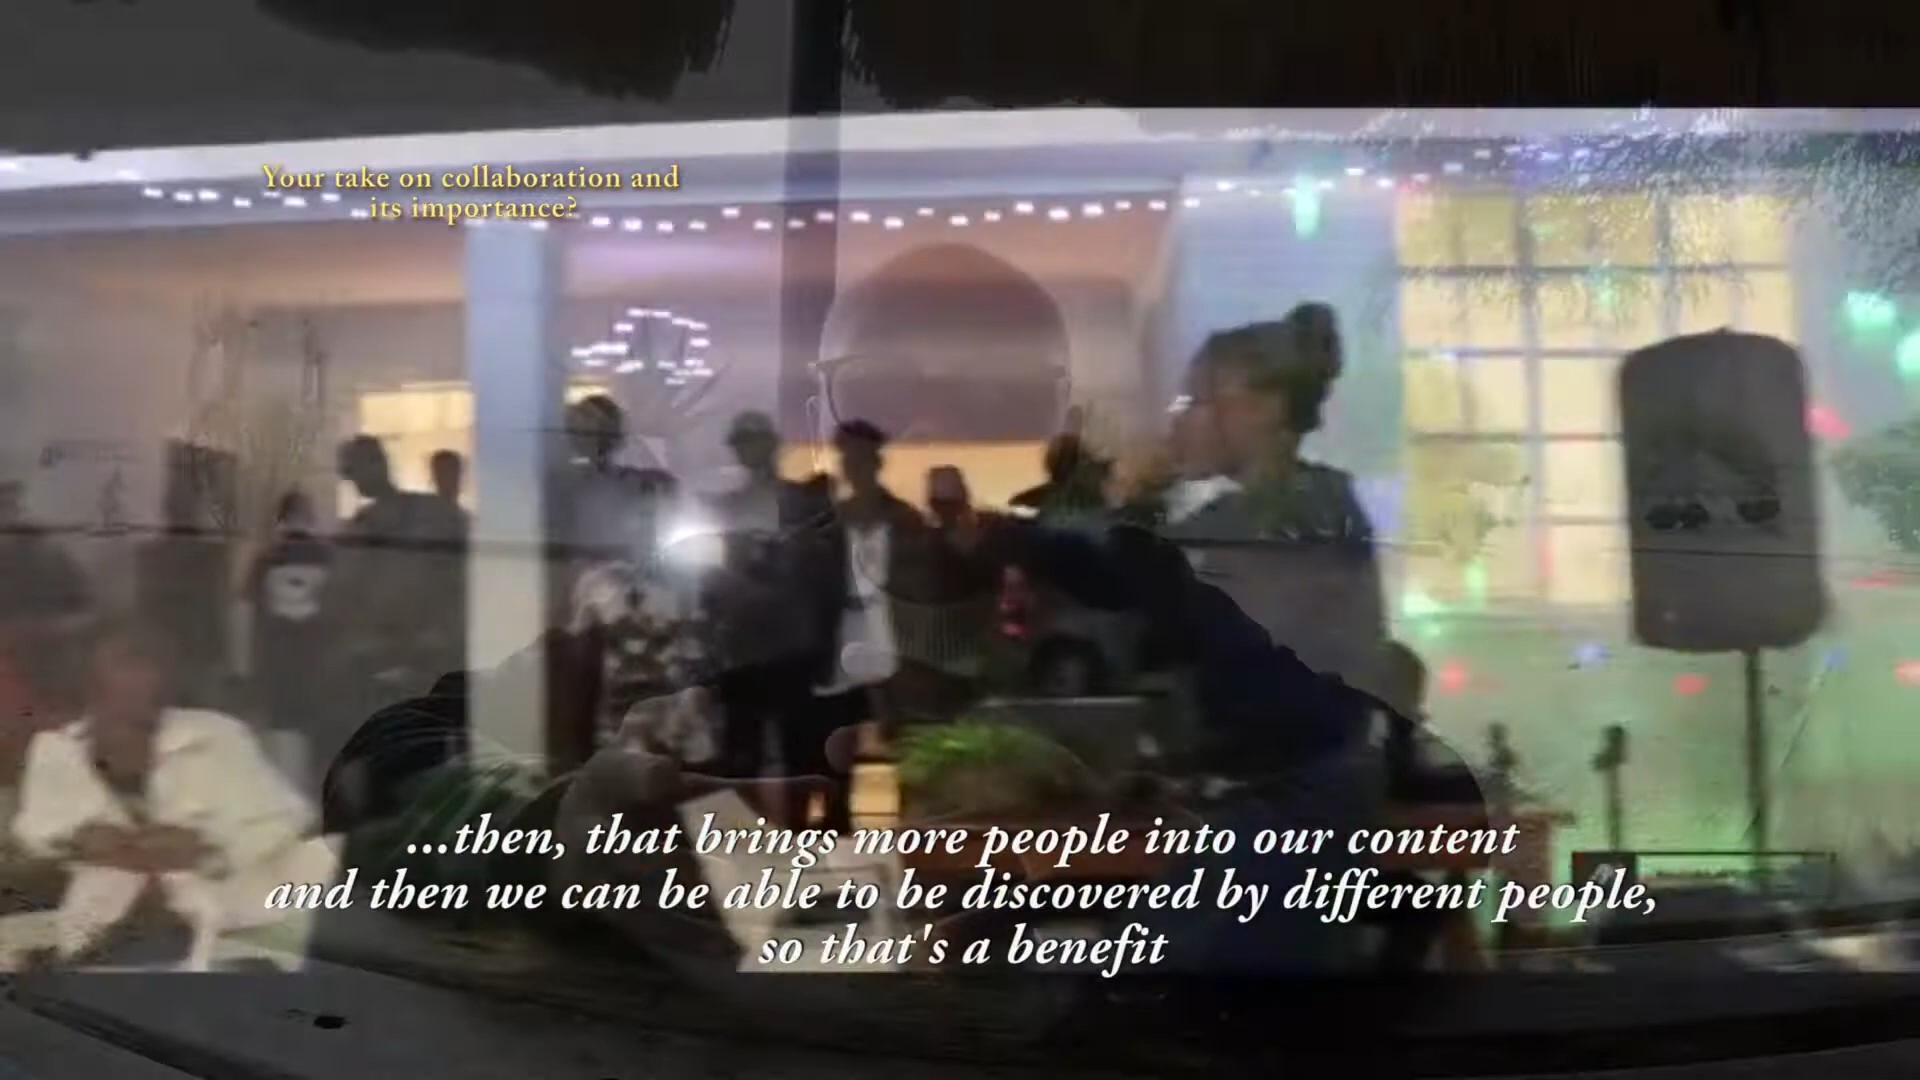 Your take on collaboration and
its importance?
...then, that brings more people into our content
and then we can be able to be discovered by different people,
so that's a benefit